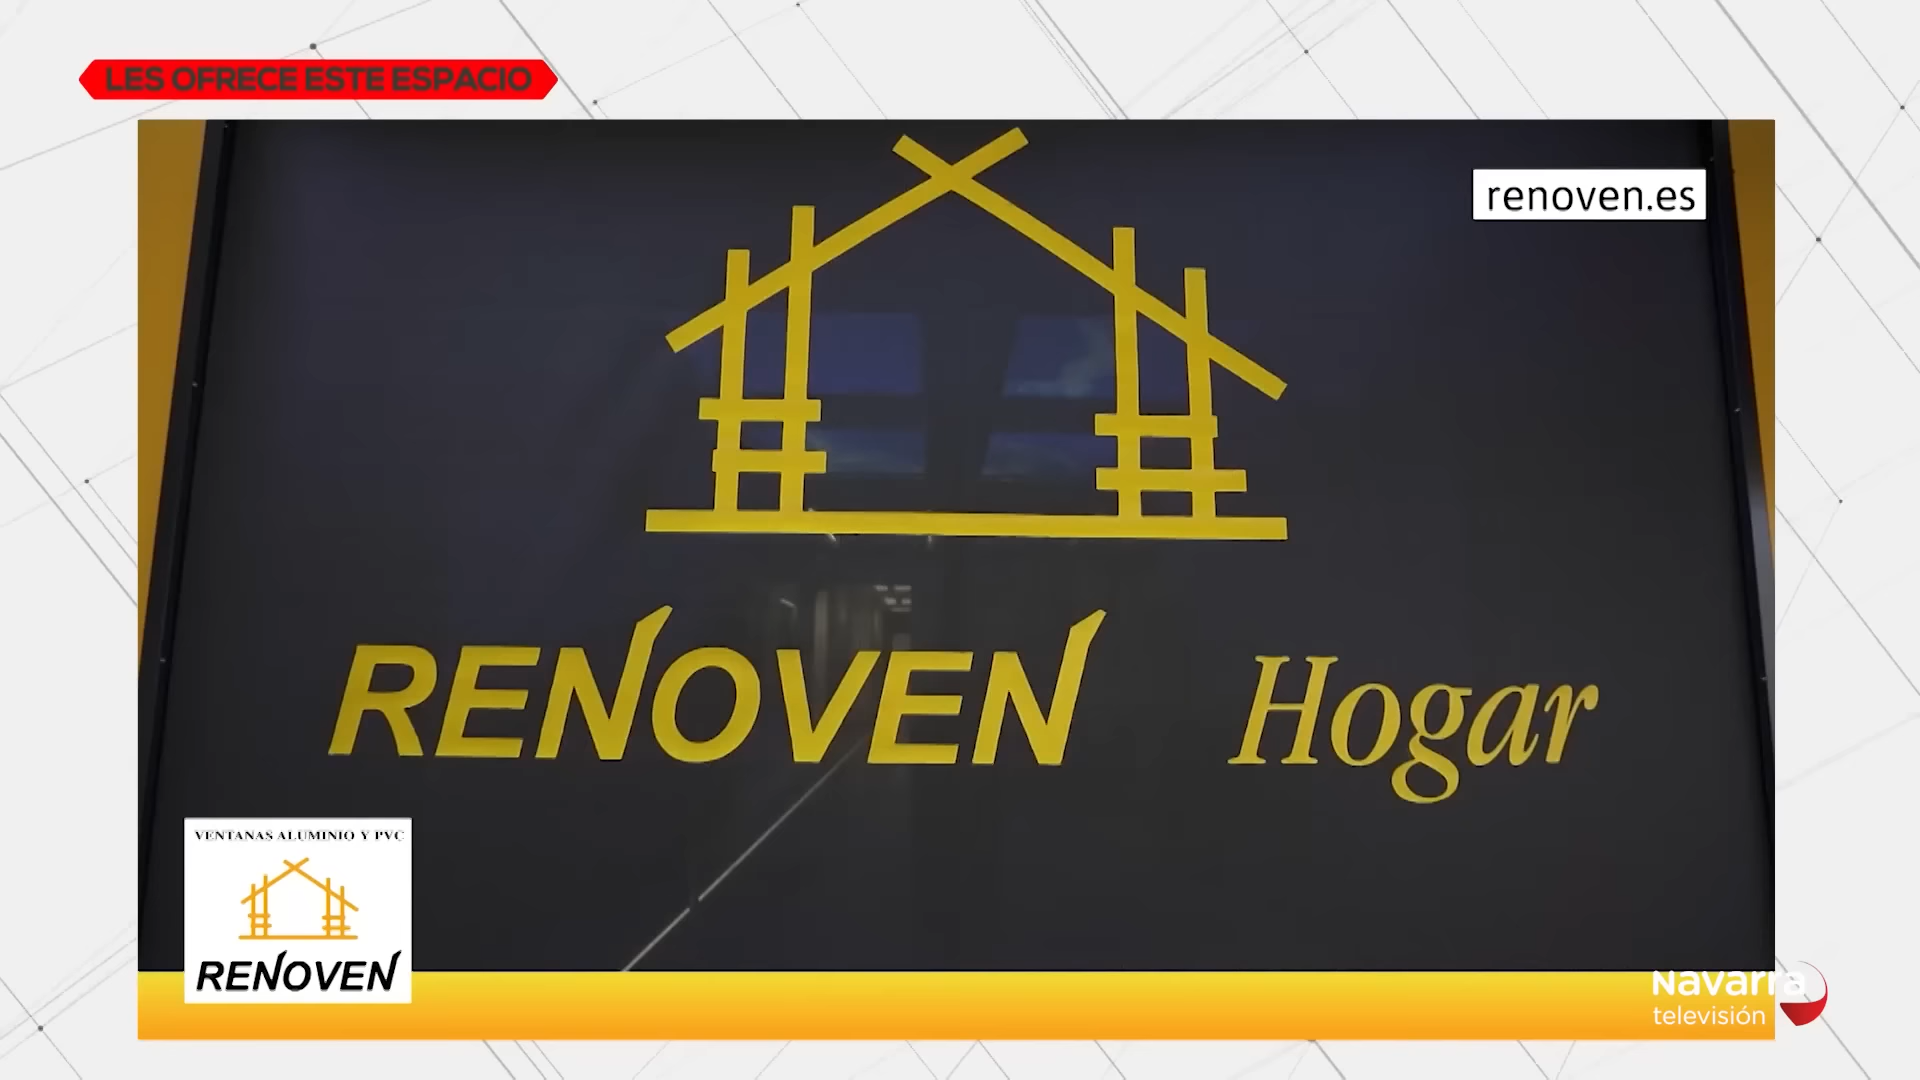 LES OFRECE ESTE ESPACIO
renoven.es
RENOVEN Hogar
VENTANAS ALUMINIO Y PVC
RENOVEN
Navarra
televisión